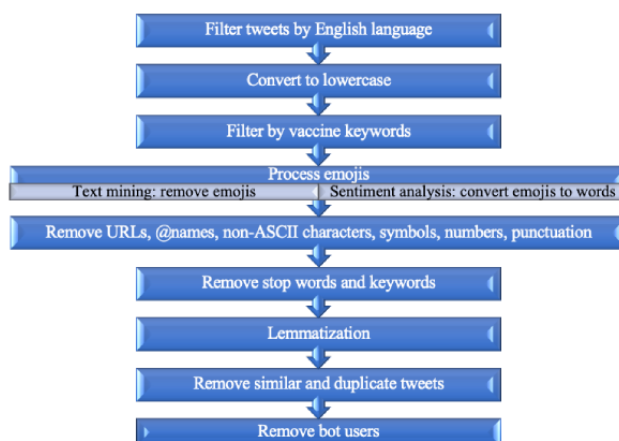 Filter tweets by English language
Convert to lowercase
Filter by vaccine keywords
Process emojis
Text mining: remove emojis
Sentiment analysis: convert emojis to words
Remove URLs, @names, non-ASCII characters, symbols, numbers, punctuation
Remove stop words and keywords
Lemmatization
Remove similar and duplicate tweets
Remove bot users